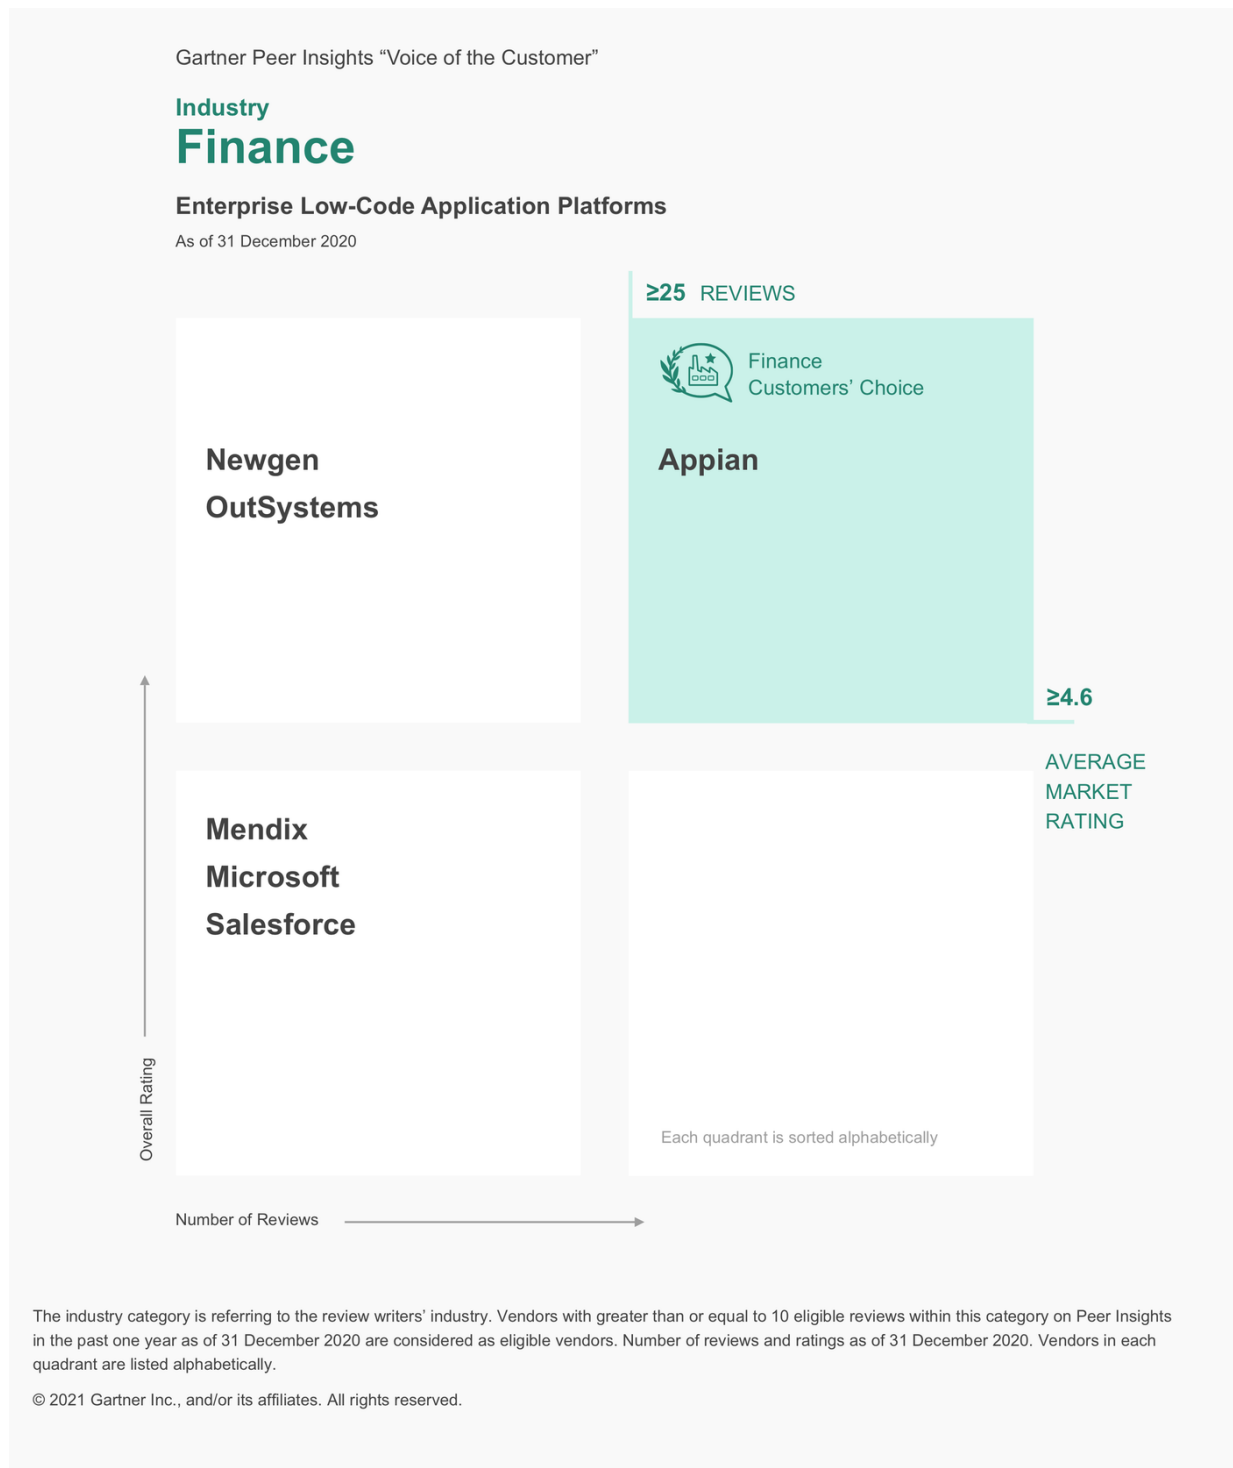 Gartner Peer Insights “Voice of the Customer”
Industry
Finance
Enterprise Low-Code Application Platforms
As of 31 December 2020
≥25 REVIEWS
Finance
Customers’ Choice
Newgen
OutSystems
Appian
≥4.6
AVERAGE
MARKET
RATING
Mendix
Microsoft
Salesforce
Each quadrant is sorted alphabetically
Overall Rating
Number of Reviews
The industry category is referring to the review writers’ industry. Vendors with greater than or equal to 10 eligible reviews within this category on Peer Insights
in the past one year as of 31 December 2020 are considered as eligible vendors. Number of reviews and ratings as of 31 December 2020. Vendors in each
quadrant are listed alphabetically.
© 2021 Gartner Inc., and/or its affiliates. All rights reserved.